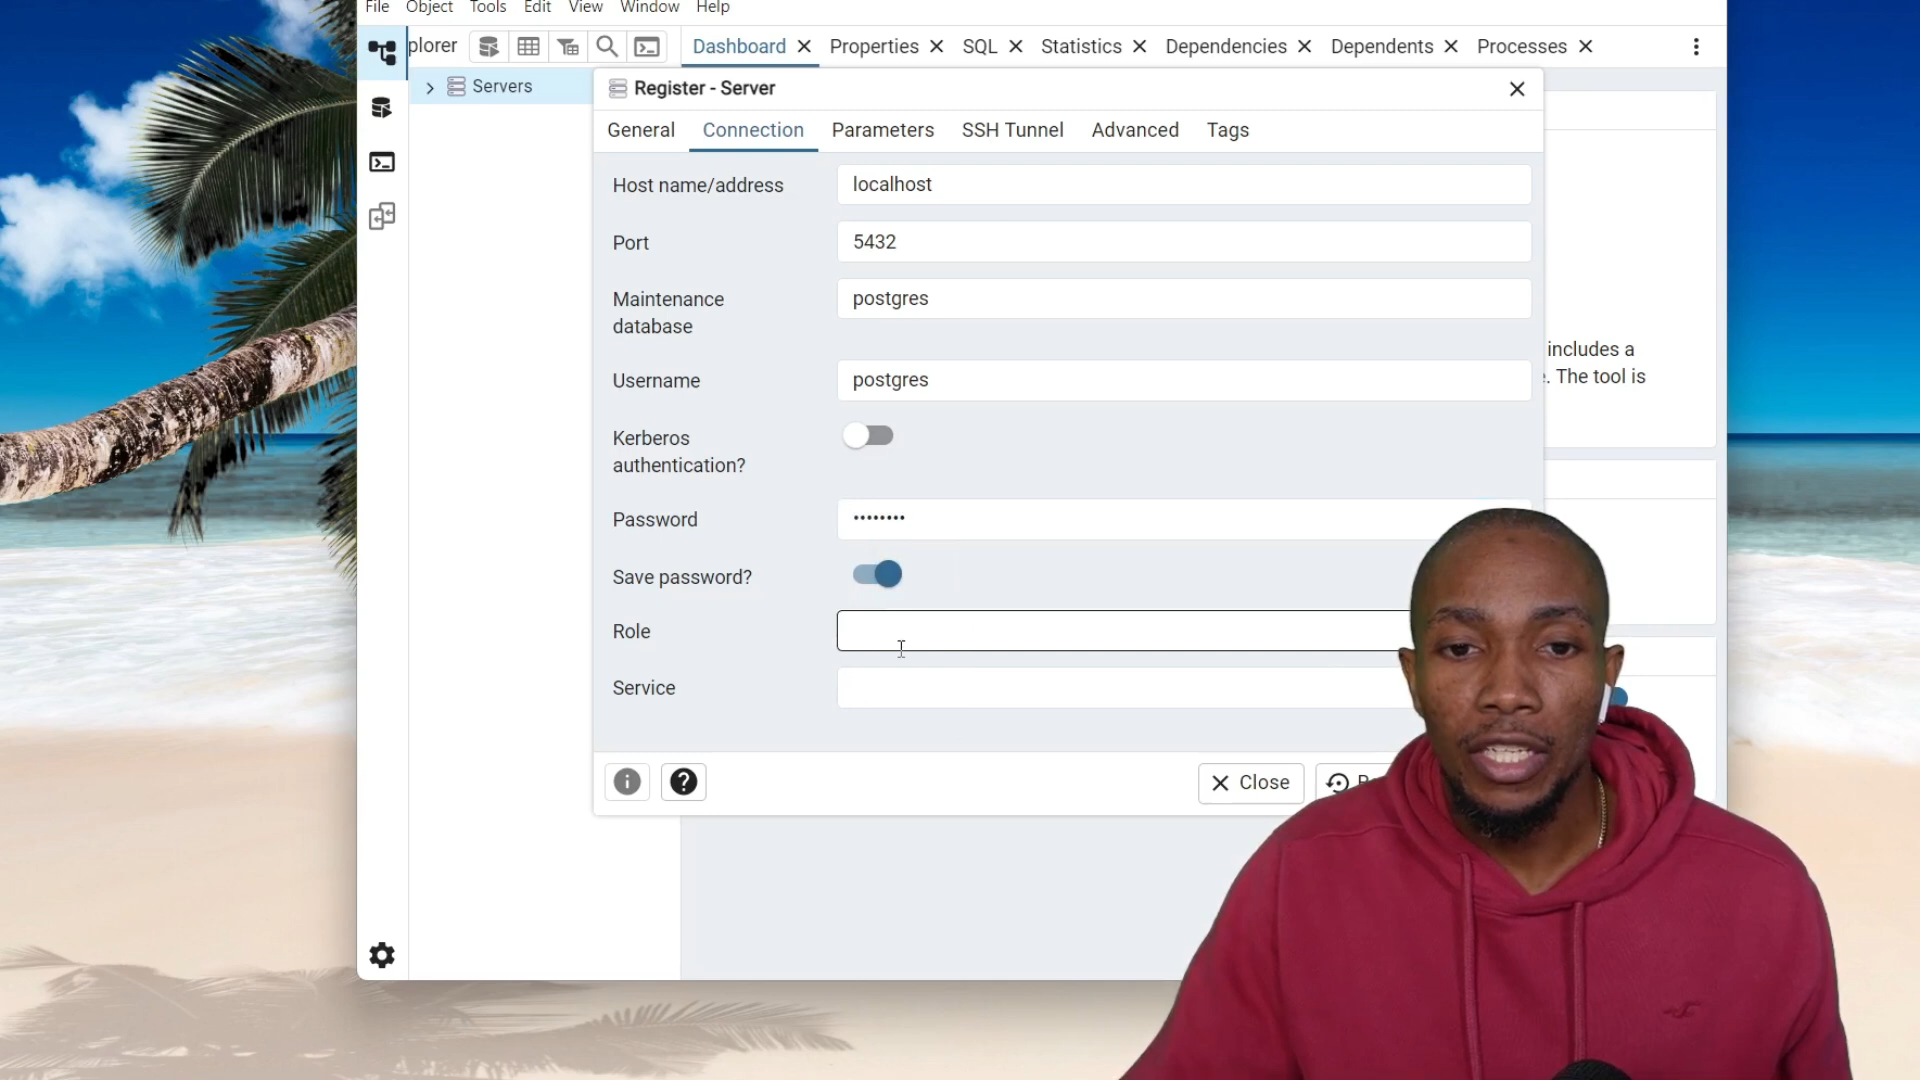 File Object Tools Edit View Window Help
plorer
Dashboard Properties SQL Statistics Dependencies Dependents Processes
Servers
Register - Server
General Connection Parameters SSH Tunnel Advanced Tags
Host name/address localhost
Port 5432
Maintenance
database
postgres
Username postgres
Kerberos
authentication?
Password ••••••••
Save password?
Role
Service
includes a
. The tool is
Close